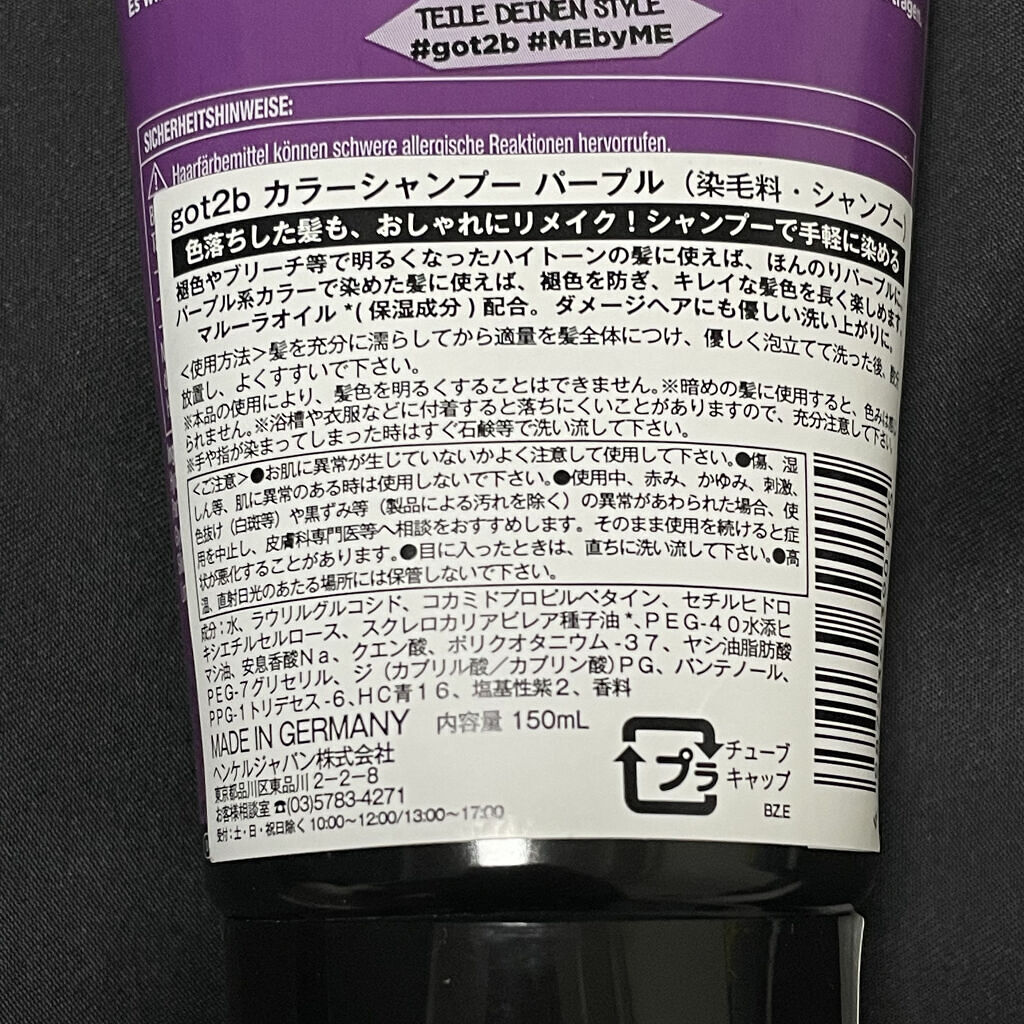 TEILE DEINEN STYLE
#got2b #MEbyME
SICHERHEITSHINWEISE:
Haarfärbemittel können schwere allergische Reaktionen hervorrufen.
got2b カラーシャンプー パープル（染毛料・シャンプー）
色落ちした髪も、おしゃれにリメイク！シャンプーで手軽に染める
褪色やブリーチ等で明るくなったハイトーンの髪に使えば、ほんのりパープルに
パープル系カラーで染めた髪に使えば、褪色を防ぎ、キレイな髪色を長く楽しめます
マルーラオイル *(保湿成分)配合。ダメージヘアにも優しい洗い上がりに。
＜使用方法＞髪を充分に濡らしてから適量を髪全体につけ、優しく泡立てて洗った後、
放置し、よくすすいで下さい。
※本品の使用により、髪色を明るくすることはできません。※暗めの髪に使用すると、色みは
られません。※浴槽や衣服などに付着すると落ちにくいことがありますので、充分注意して下さい。
※手や指が染まってしまった時はすぐ石鹸等で洗い流して下さい。
＜ご注意＞●お肌に異常が生じていないかよく注意して使用して下さい。●傷、湿
しん等、肌に異常のある時は使用しないで下さい。●使用中、赤み、かゆみ、刺激、
色抜け（白斑等）や黒ずみ等（製品による汚れを除く）の異常があわられた場合、使
用を中止し、皮膚科専門医等へ相談をおすすめします。そのまま使用を続けると症
状が悪化することがあります。●目に入ったときは、直ちに洗い流して下さい。●高
温、直射日光のあたる場所には保管しないで下さい。
成分：水、ラウリルグルコシド、コカミドプロピルベタイン、セチルヒドロ
キシエチルセルロース、スクレロカリアビレア種子油*、PEG-40水添ヒ
マシ油、安息香酸Na、クエン酸、ポリクオタニウム-37、ヤシ油脂肪酸
PEG-7グリセリル、ジ（カプリル酸／カプリン酸）PG、パンテノール、
PPG-1トリデセス-6、HC青16、塩基性紫2、香料
MADE IN GERMANY 内容量 150mL
ヘンケルジャパン株式会社
東京都品川区東品川 2-2-8
お客様相談室 ☎(03)5783-4271
受付：土・日・祝日除く 10:00～12:00/13:00～17:00
プラ
チューブ
キャップ
BZ.E